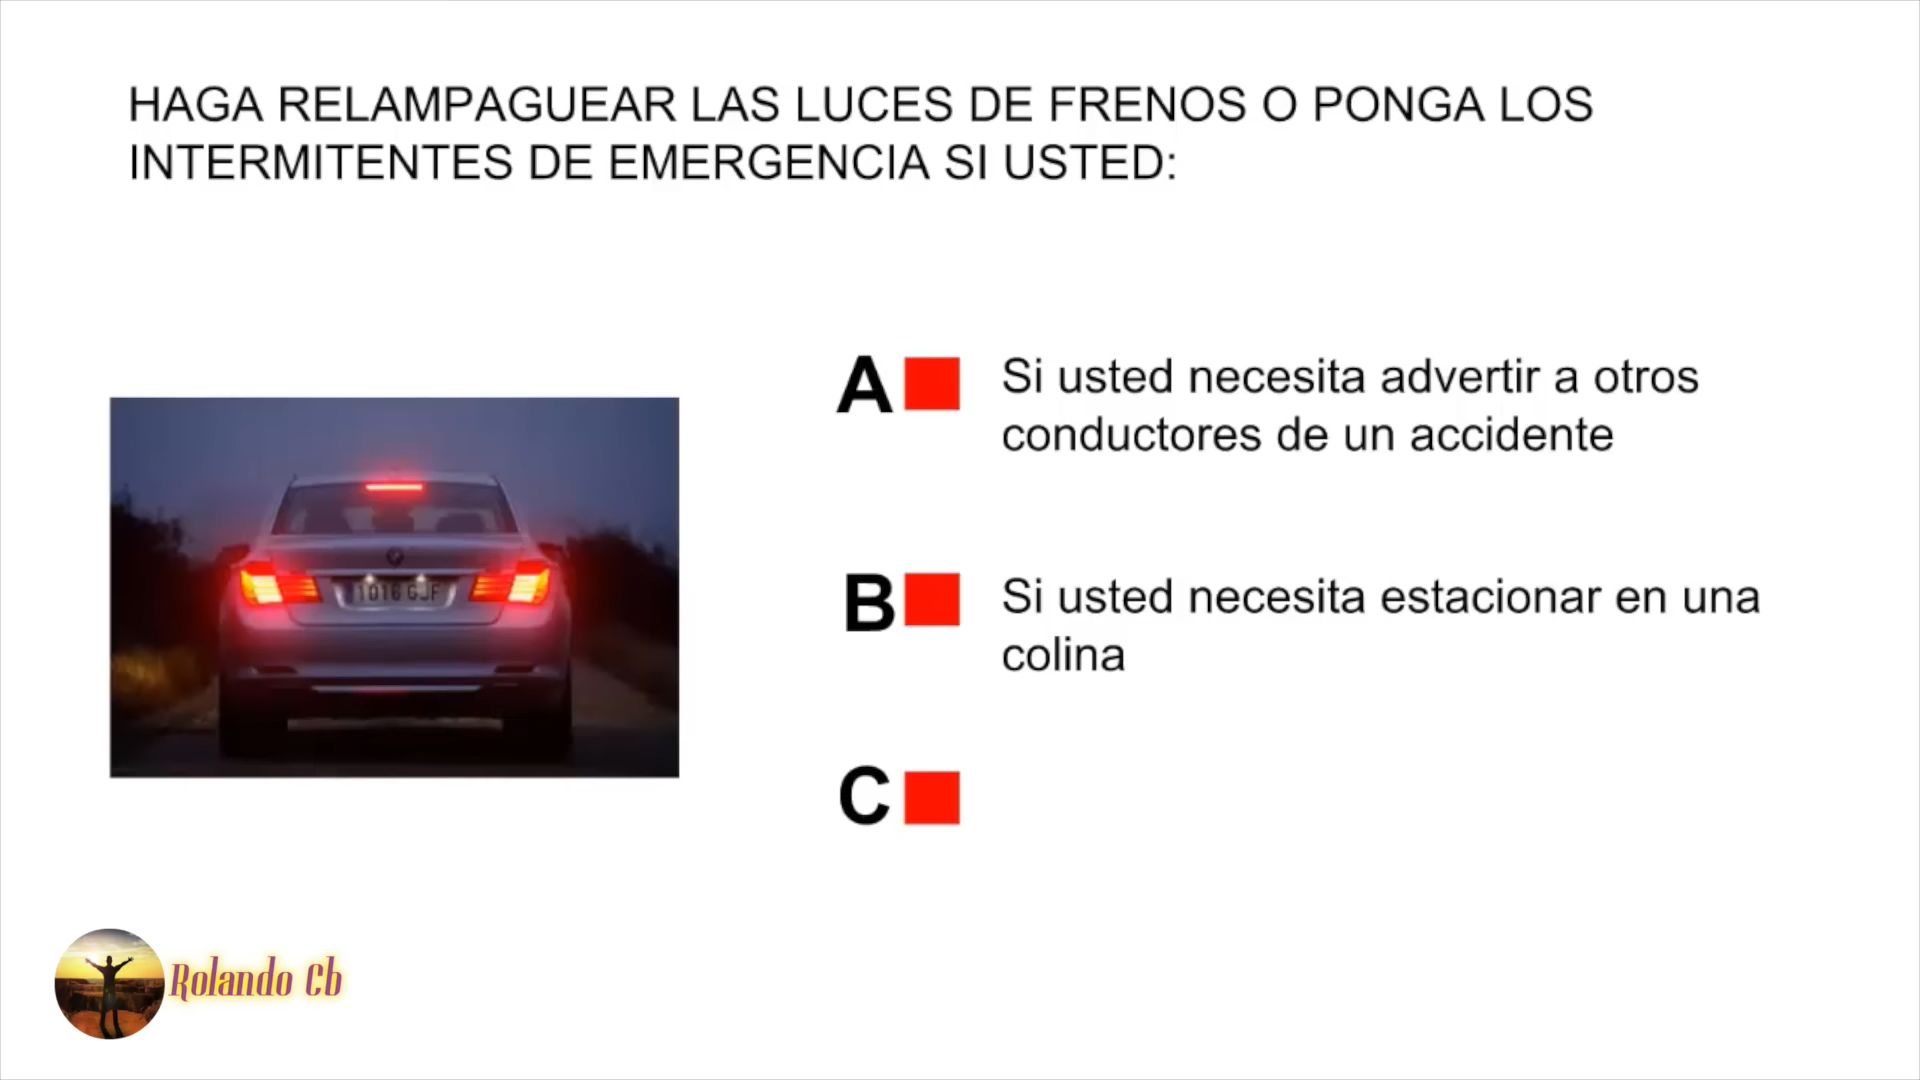 HAGA RELAMPAGUEAR LAS LUCES DE FRENOS O PONGA LOS
INTERMITENTES DE EMERGENCIA SI USTED:
A Si usted necesita advertir a otros
conductores de un accidente
B Si usted necesita estacionar en una
colina
C
1016 GJF
Rolando Cb